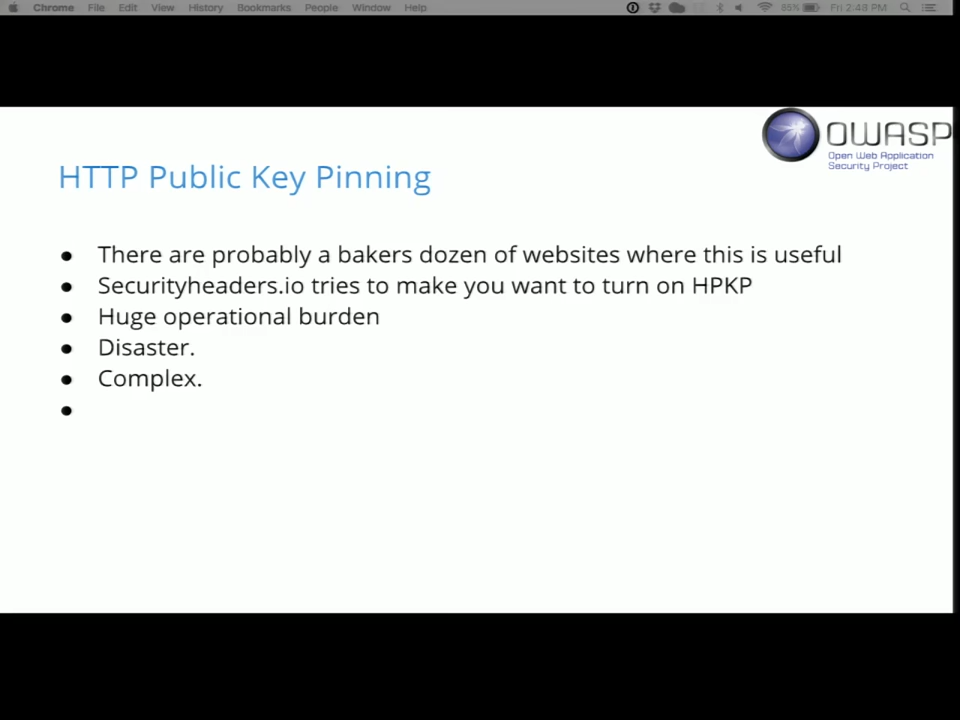 Chrome File Edit View History Bookmarks People Window Help 85% Fri 2:48 PM
OWASP
Open Web Application
Security Project
HTTP Public Key Pinning
There are probably a bakers dozen of websites where this is useful
Securityheaders.io tries to make you want to turn on HPKP
Huge operational burden
Disaster.
Complex.